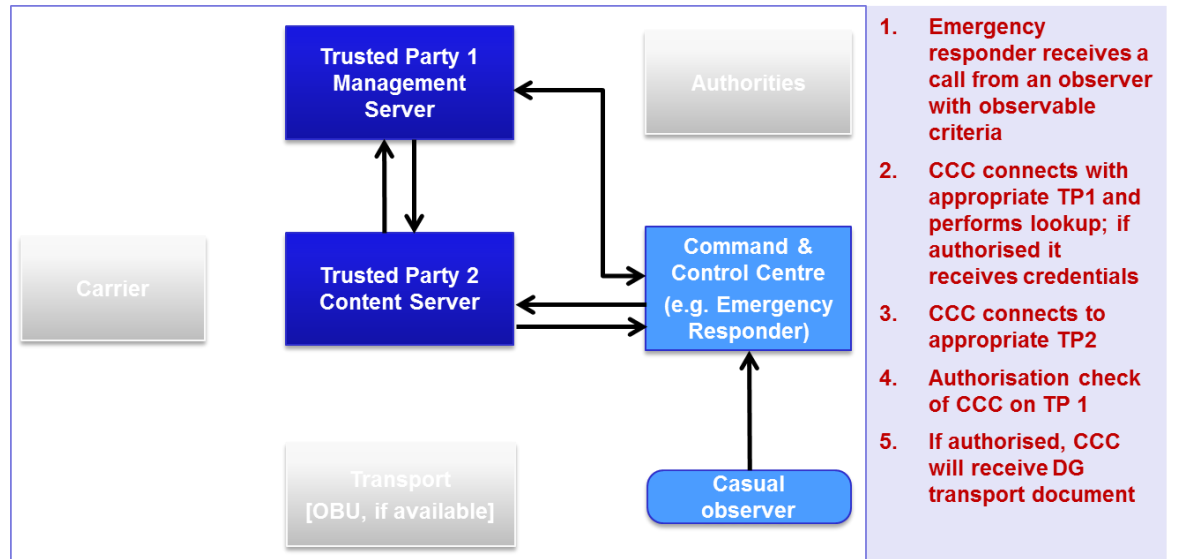 Trusted Party 1
Management
Server
Authorities
Carrier
Trusted Party 2
Content Server
Command &
Control Centre
(e.g. Emergency
Responder)
Transport
[OBU, if available]
Casual
observer
1. Emergency
responder receives a
call from an observer
with observable
criteria
2. CCC connects with
appropriate TP1 and
performs lookup; if
authorised it
receives credentials
3. CCC connects to
appropriate TP2
4. Authorisation check
of CCC on TP 1
5. If authorised, CCC
will receive DG
transport document